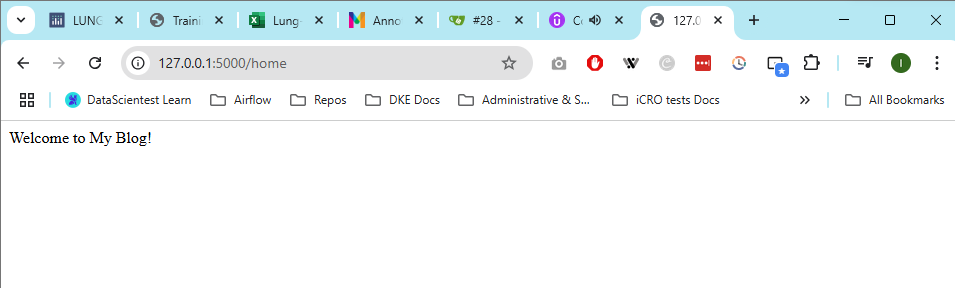 LUNG Traini Lung- Anno #28 - Co 127.0
127.0.0.1:5000/home
DataScientest Learn Airflow Repos DKE Docs Administrative & S... iCRO tests Docs All Bookmarks
Welcome to My Blog!